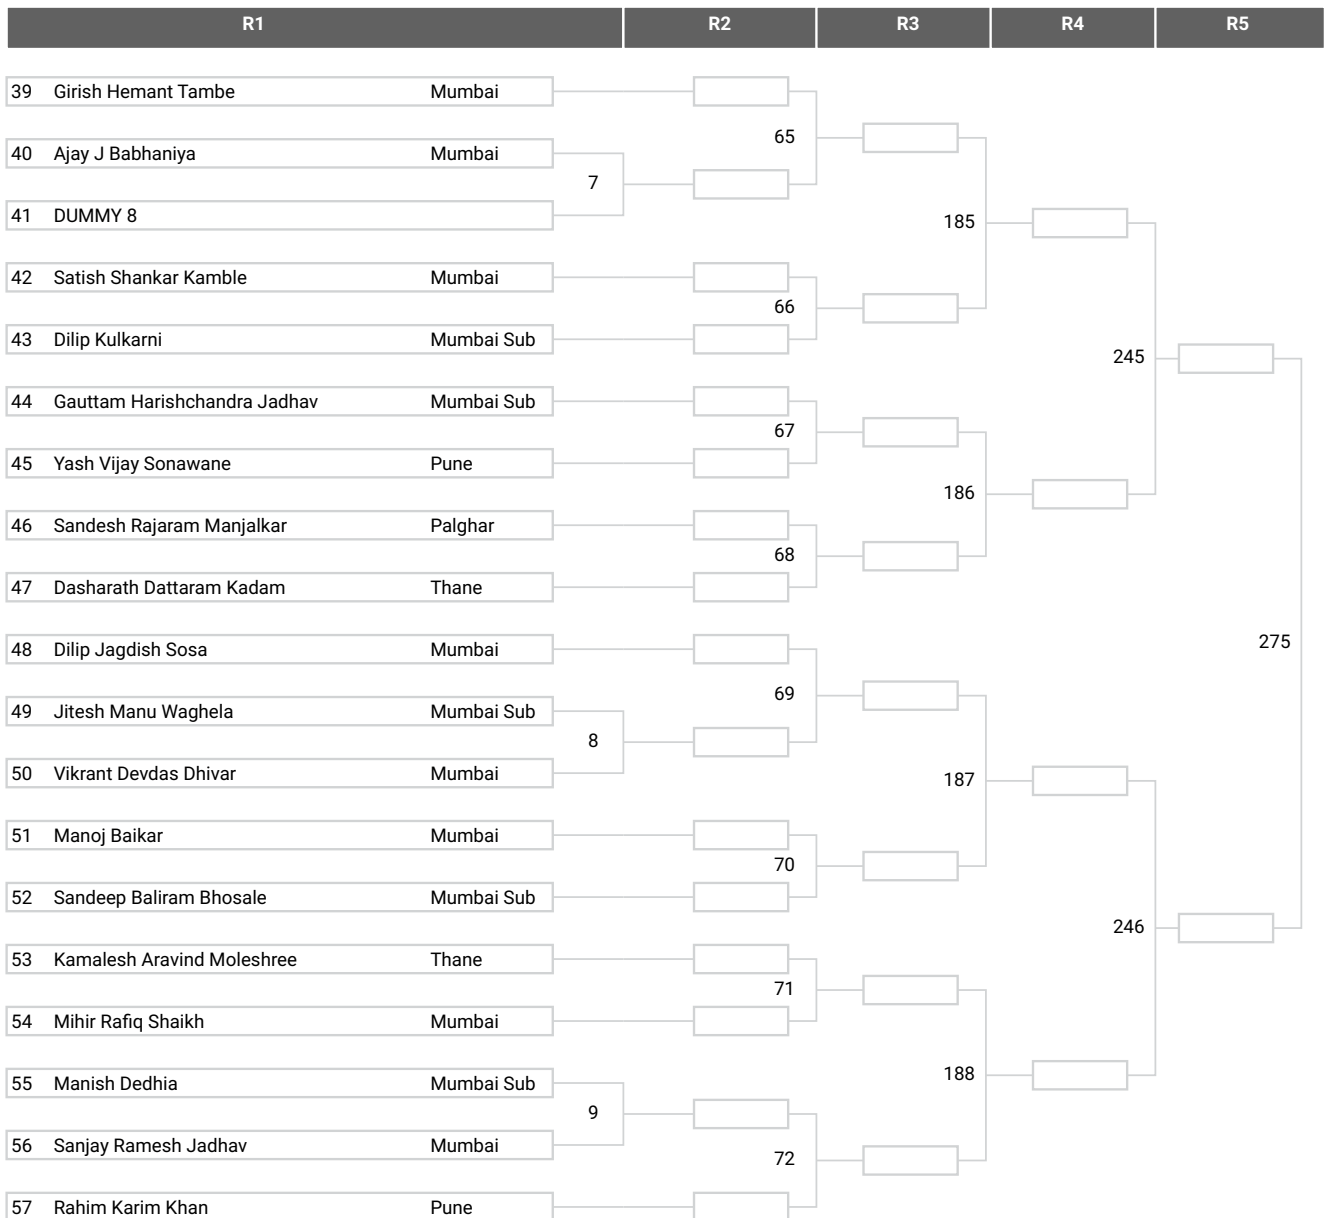 R1 R2 R3 R4 R5
39 Girish Hemant Tambe Mumbai
65
40 Ajay J Babhaniya Mumbai
7
41 DUMMY 8
185
42 Satish Shankar Kamble Mumbai
66
43 Dilip Kulkarni Mumbai Sub
245
44 Gauttam Harishchandra Jadhav Mumbai Sub
67
45 Yash Vijay Sonawane Pune
186
46 Sandesh Rajaram Manjalkar Palghar
68
47 Dasharath Dattaram Kadam Thane
275
48 Dilip Jagdish Sosa Mumbai
69
49 Jitesh Manu Waghela Mumbai Sub
8
50 Vikrant Devdas Dhivar Mumbai
187
51 Manoj Baikar Mumbai
70
52 Sandeep Baliram Bhosale Mumbai Sub
246
53 Kamalesh Aravind Moleshree Thane
71
54 Mihir Rafiq Shaikh Mumbai
188
55 Manish Dedhia Mumbai Sub
9
56 Sanjay Ramesh Jadhav Mumbai
72
57 Rahim Karim Khan Pune